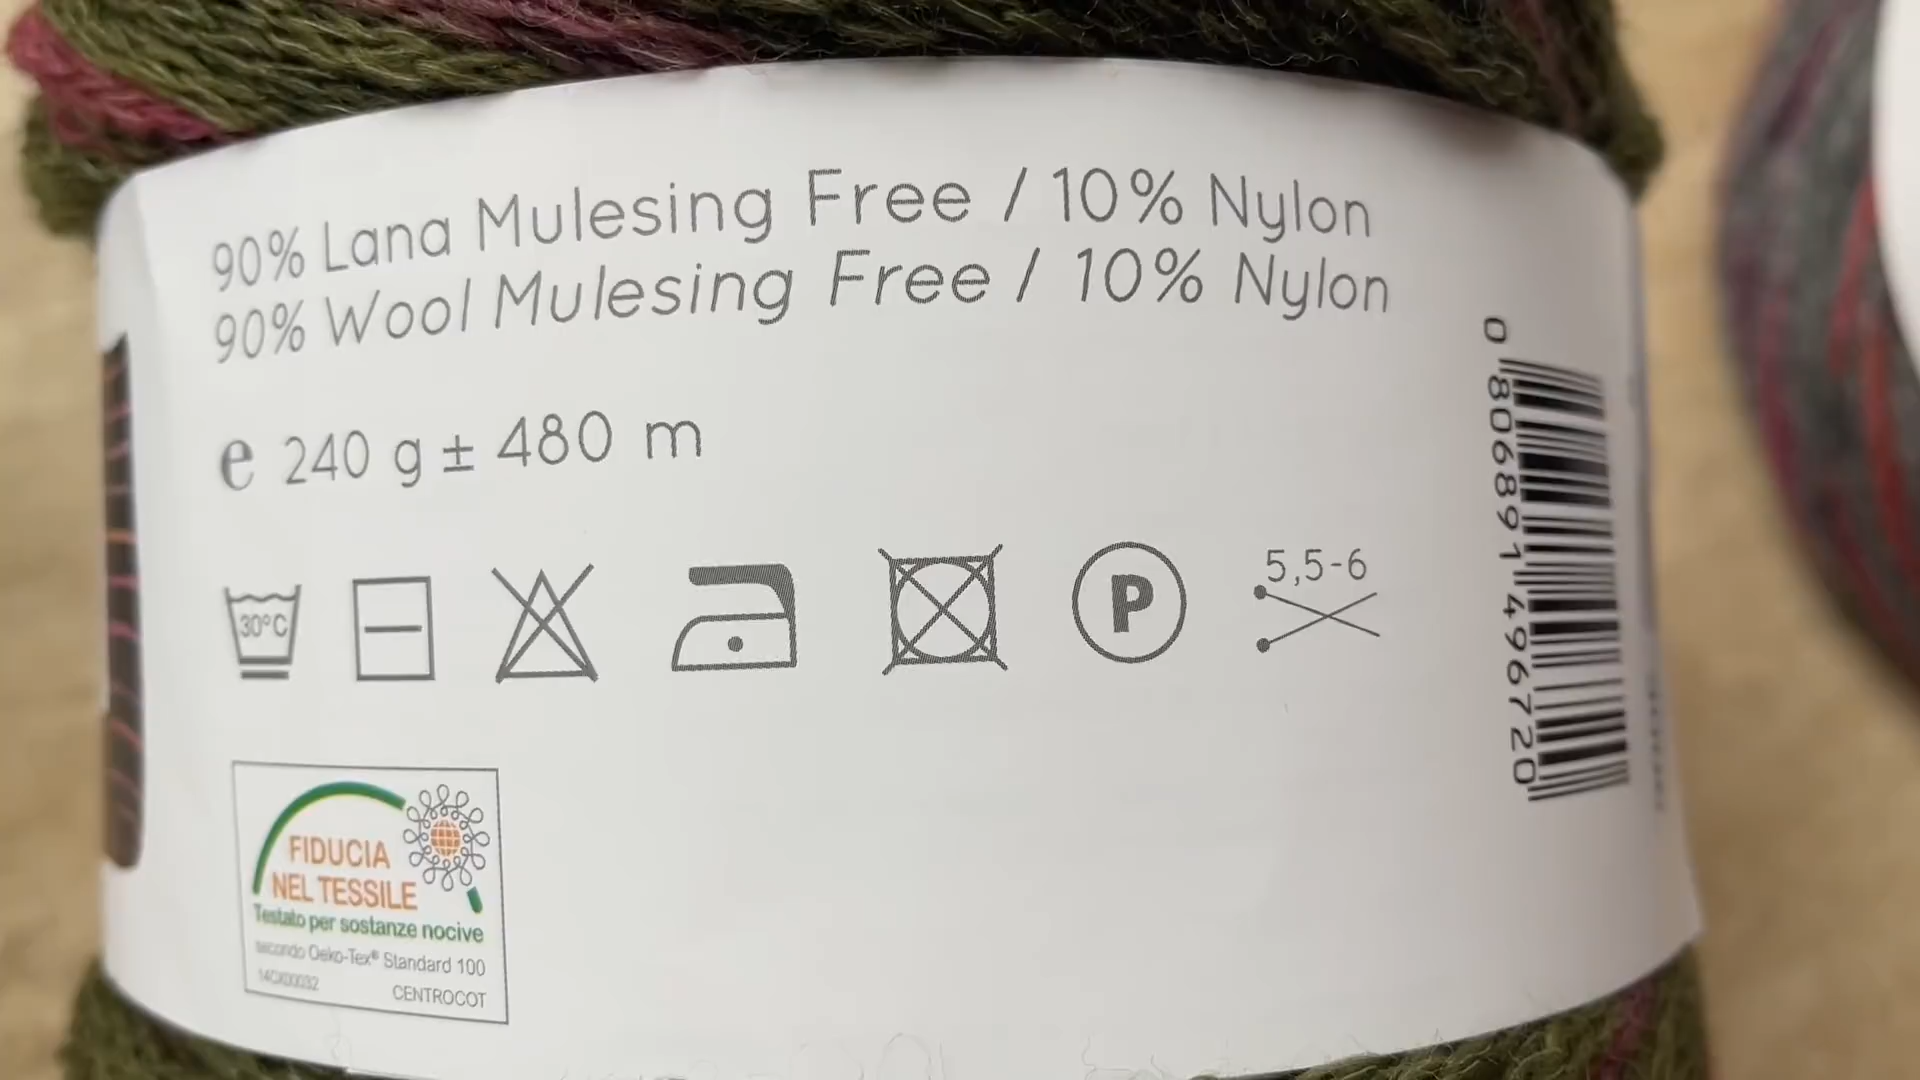 90% Lana Mulesing Free / 10% Nylon
90% Wool Mulesing Free / 10% Nylon
e 240 g ± 480 m
30°C
P
5,5-6
0 806891 496720
FIDUCIA
NEL TESSILE
Testato per sostanze nocive
secondo Oeko-Tex® Standard 100
CENTROCOT